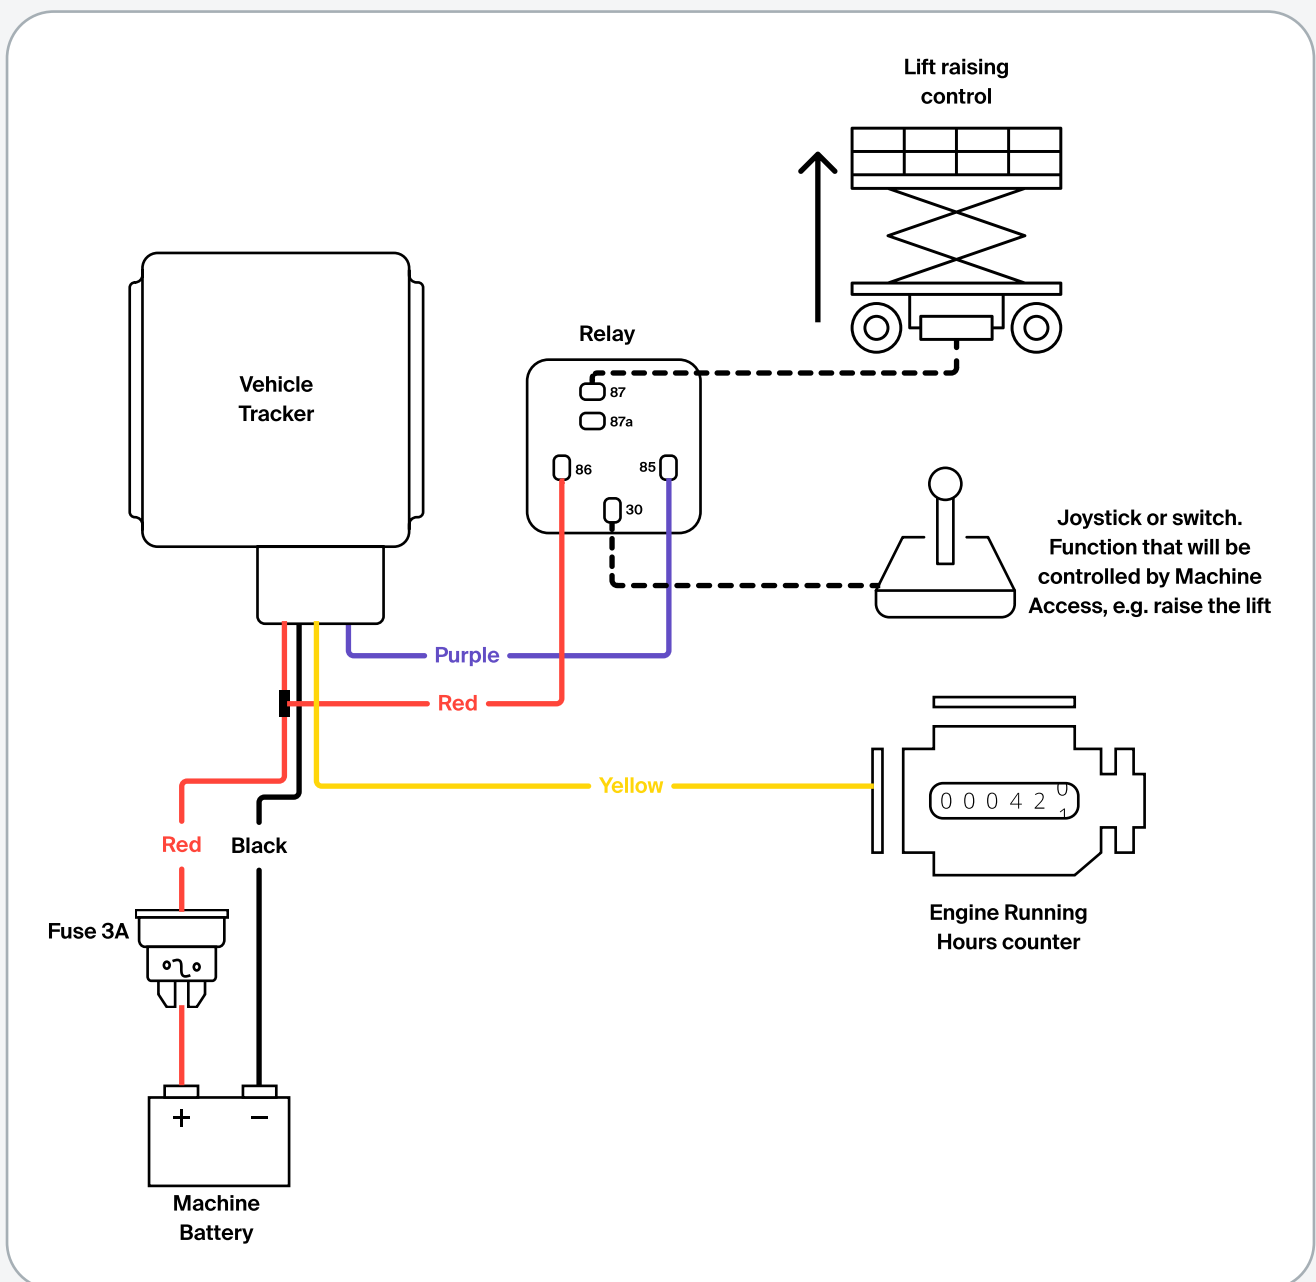 Lift raising
control
Vehicle
Tracker
Relay
87
87a
86
85
30
Joystick or switch.
Function that will be
controlled by Machine
Access, e.g. raise the lift
Purple
Red
Yellow
0 0 0 4 2 0
1
Red
Black
Fuse 3A
Engine Running
Hours counter
+
−
Machine
Battery